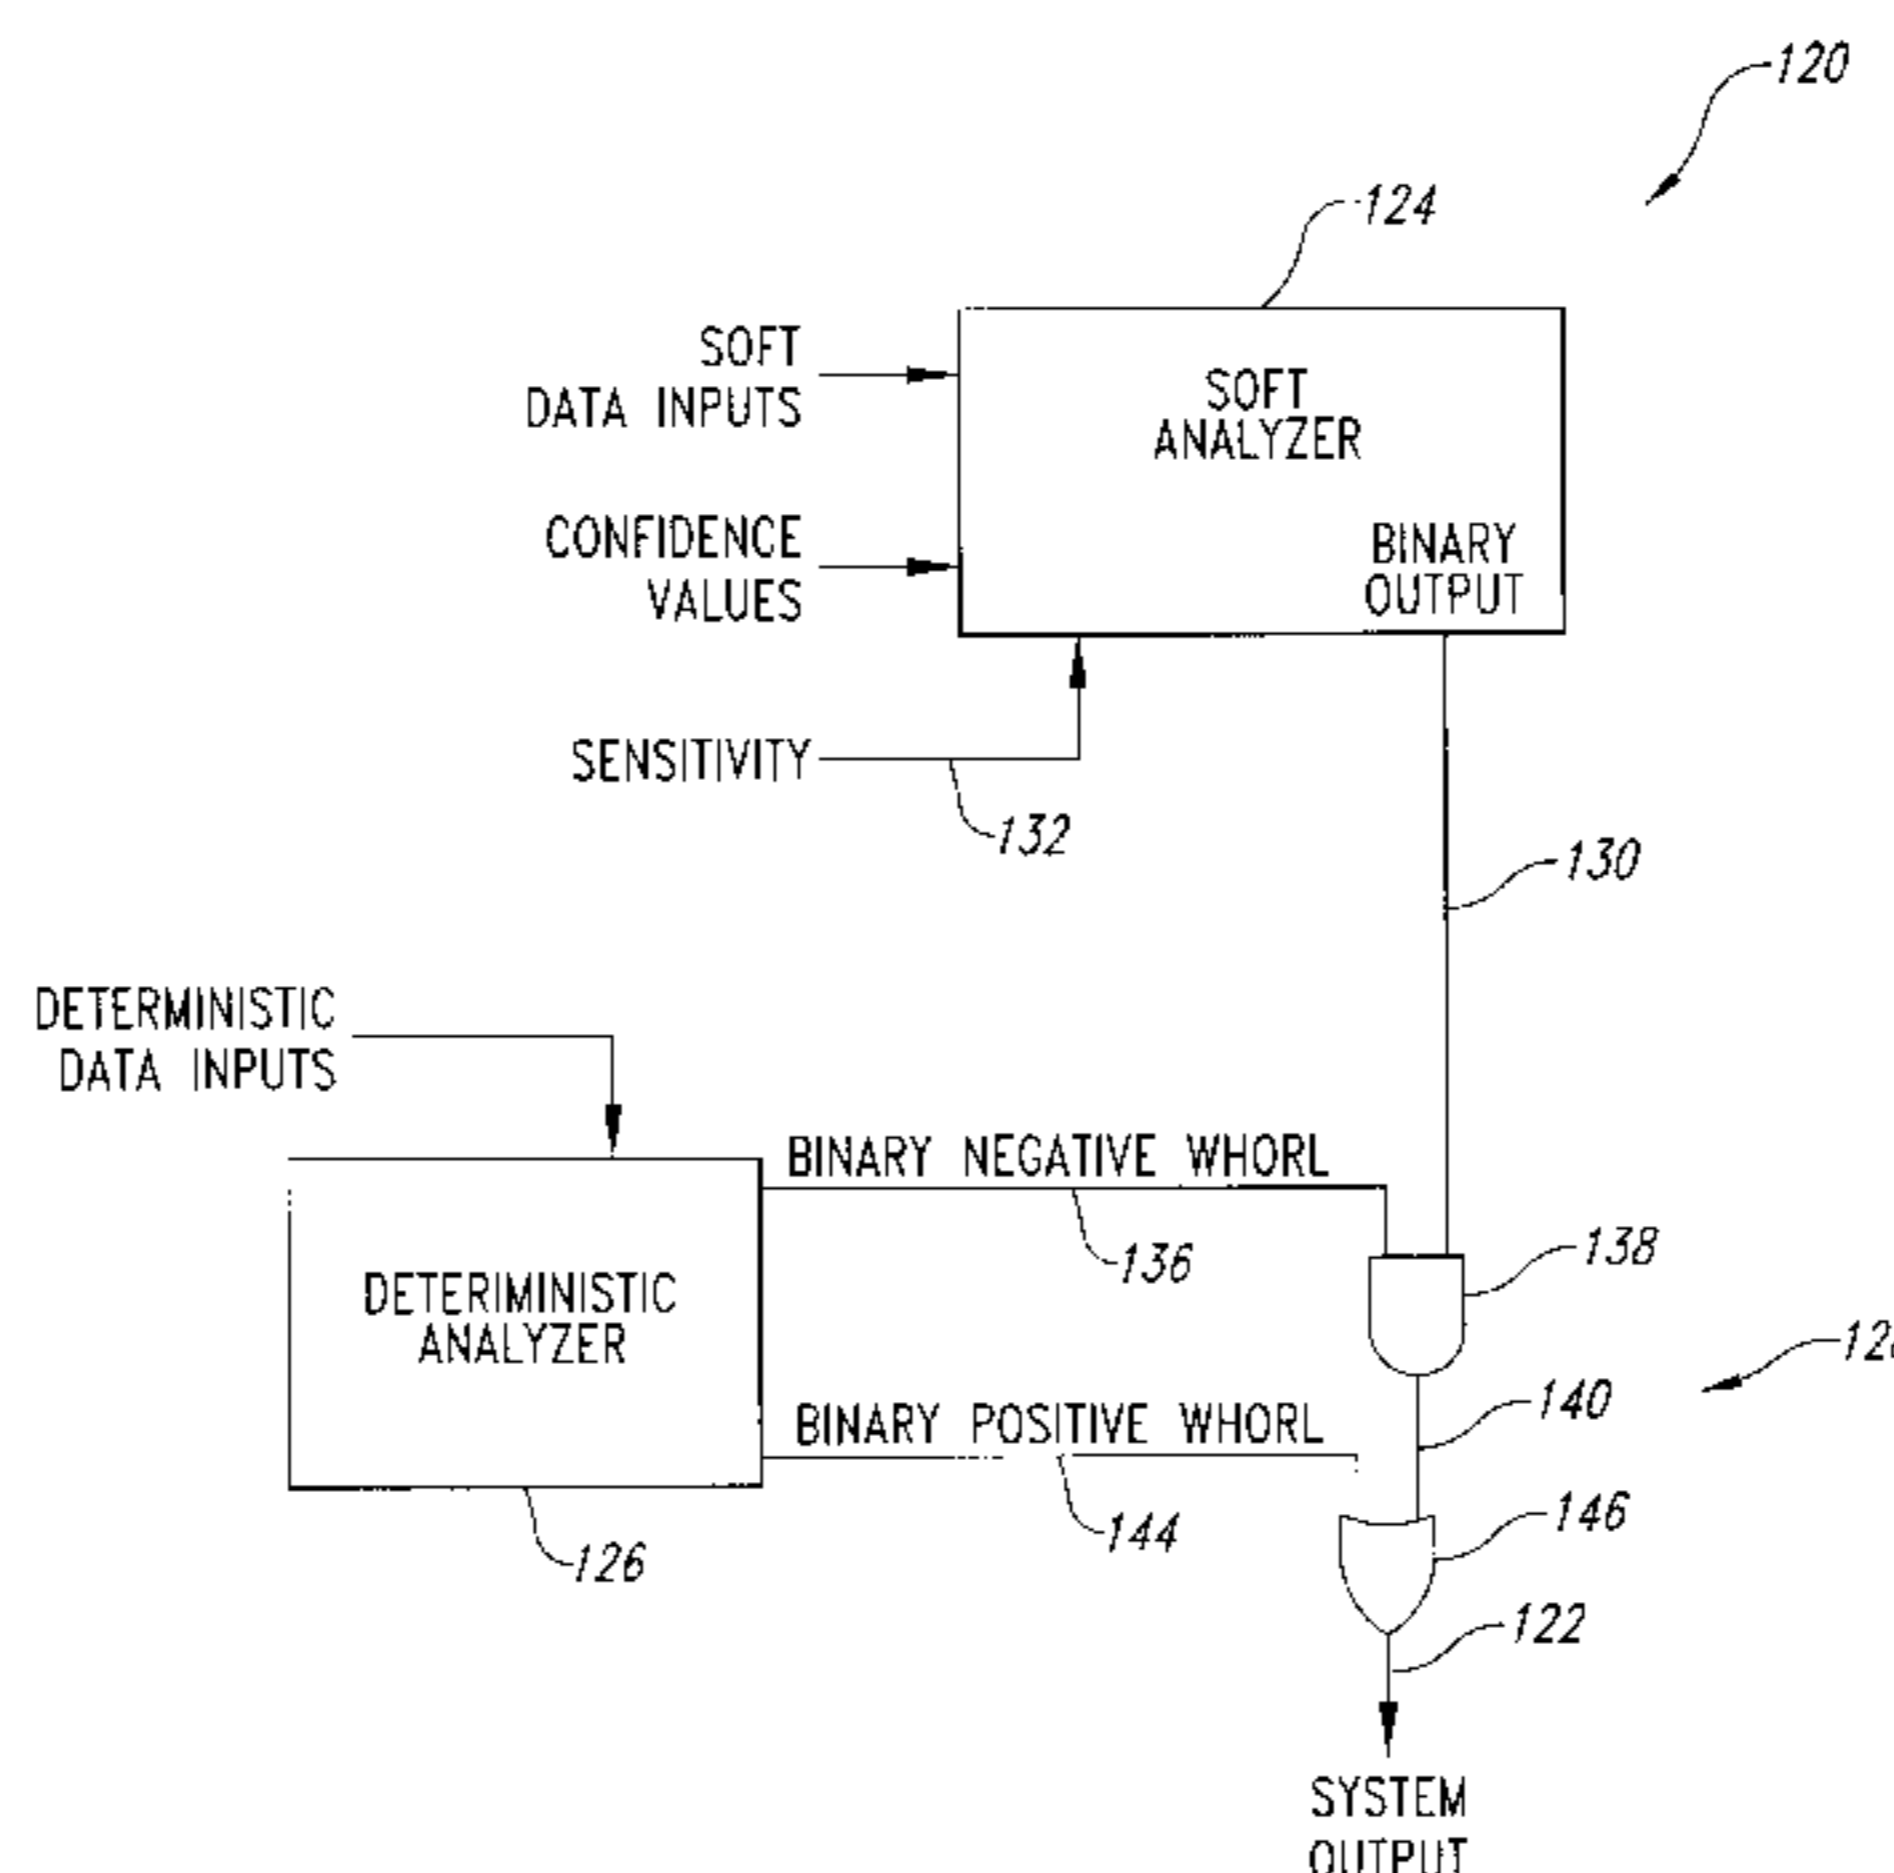 120
124
SOFT
DATA INPUTS
SOFT
ANALYZER
CONFIDENCE
VALUES
BINARY
OUTPUT
SENSITIVITY
132
130
DETERMINISTIC
DATA INPUTS
BINARY NEGATIVE WHORL
136
138
DETERIMINISTIC
ANALYZER
BINARY POSITIVE WHORL
140
144
146
126
122
SYSTEM
OUTPUT